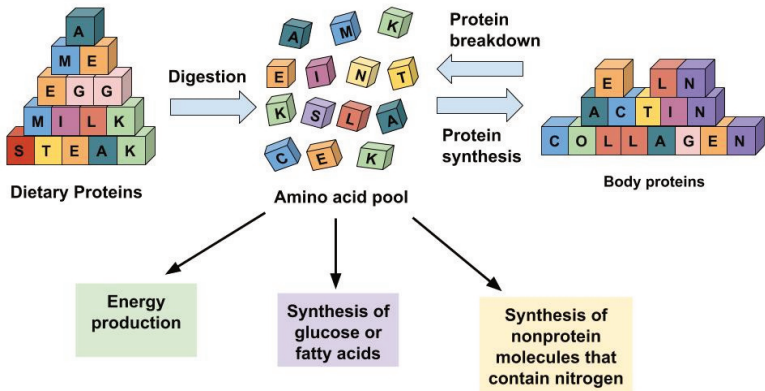 A
M E
E G G
M I L K
S T E A K
Dietary Proteins
Digestion
A M K
E I N T
K S L A
C E K
Amino acid pool
Protein
breakdown
Protein
synthesis
E L N
A C T I N
C O L L A G E N
Body proteins
Energy
production
Synthesis of
glucose or
fatty acids
Synthesis of
nonprotein
molecules that
contain nitrogen